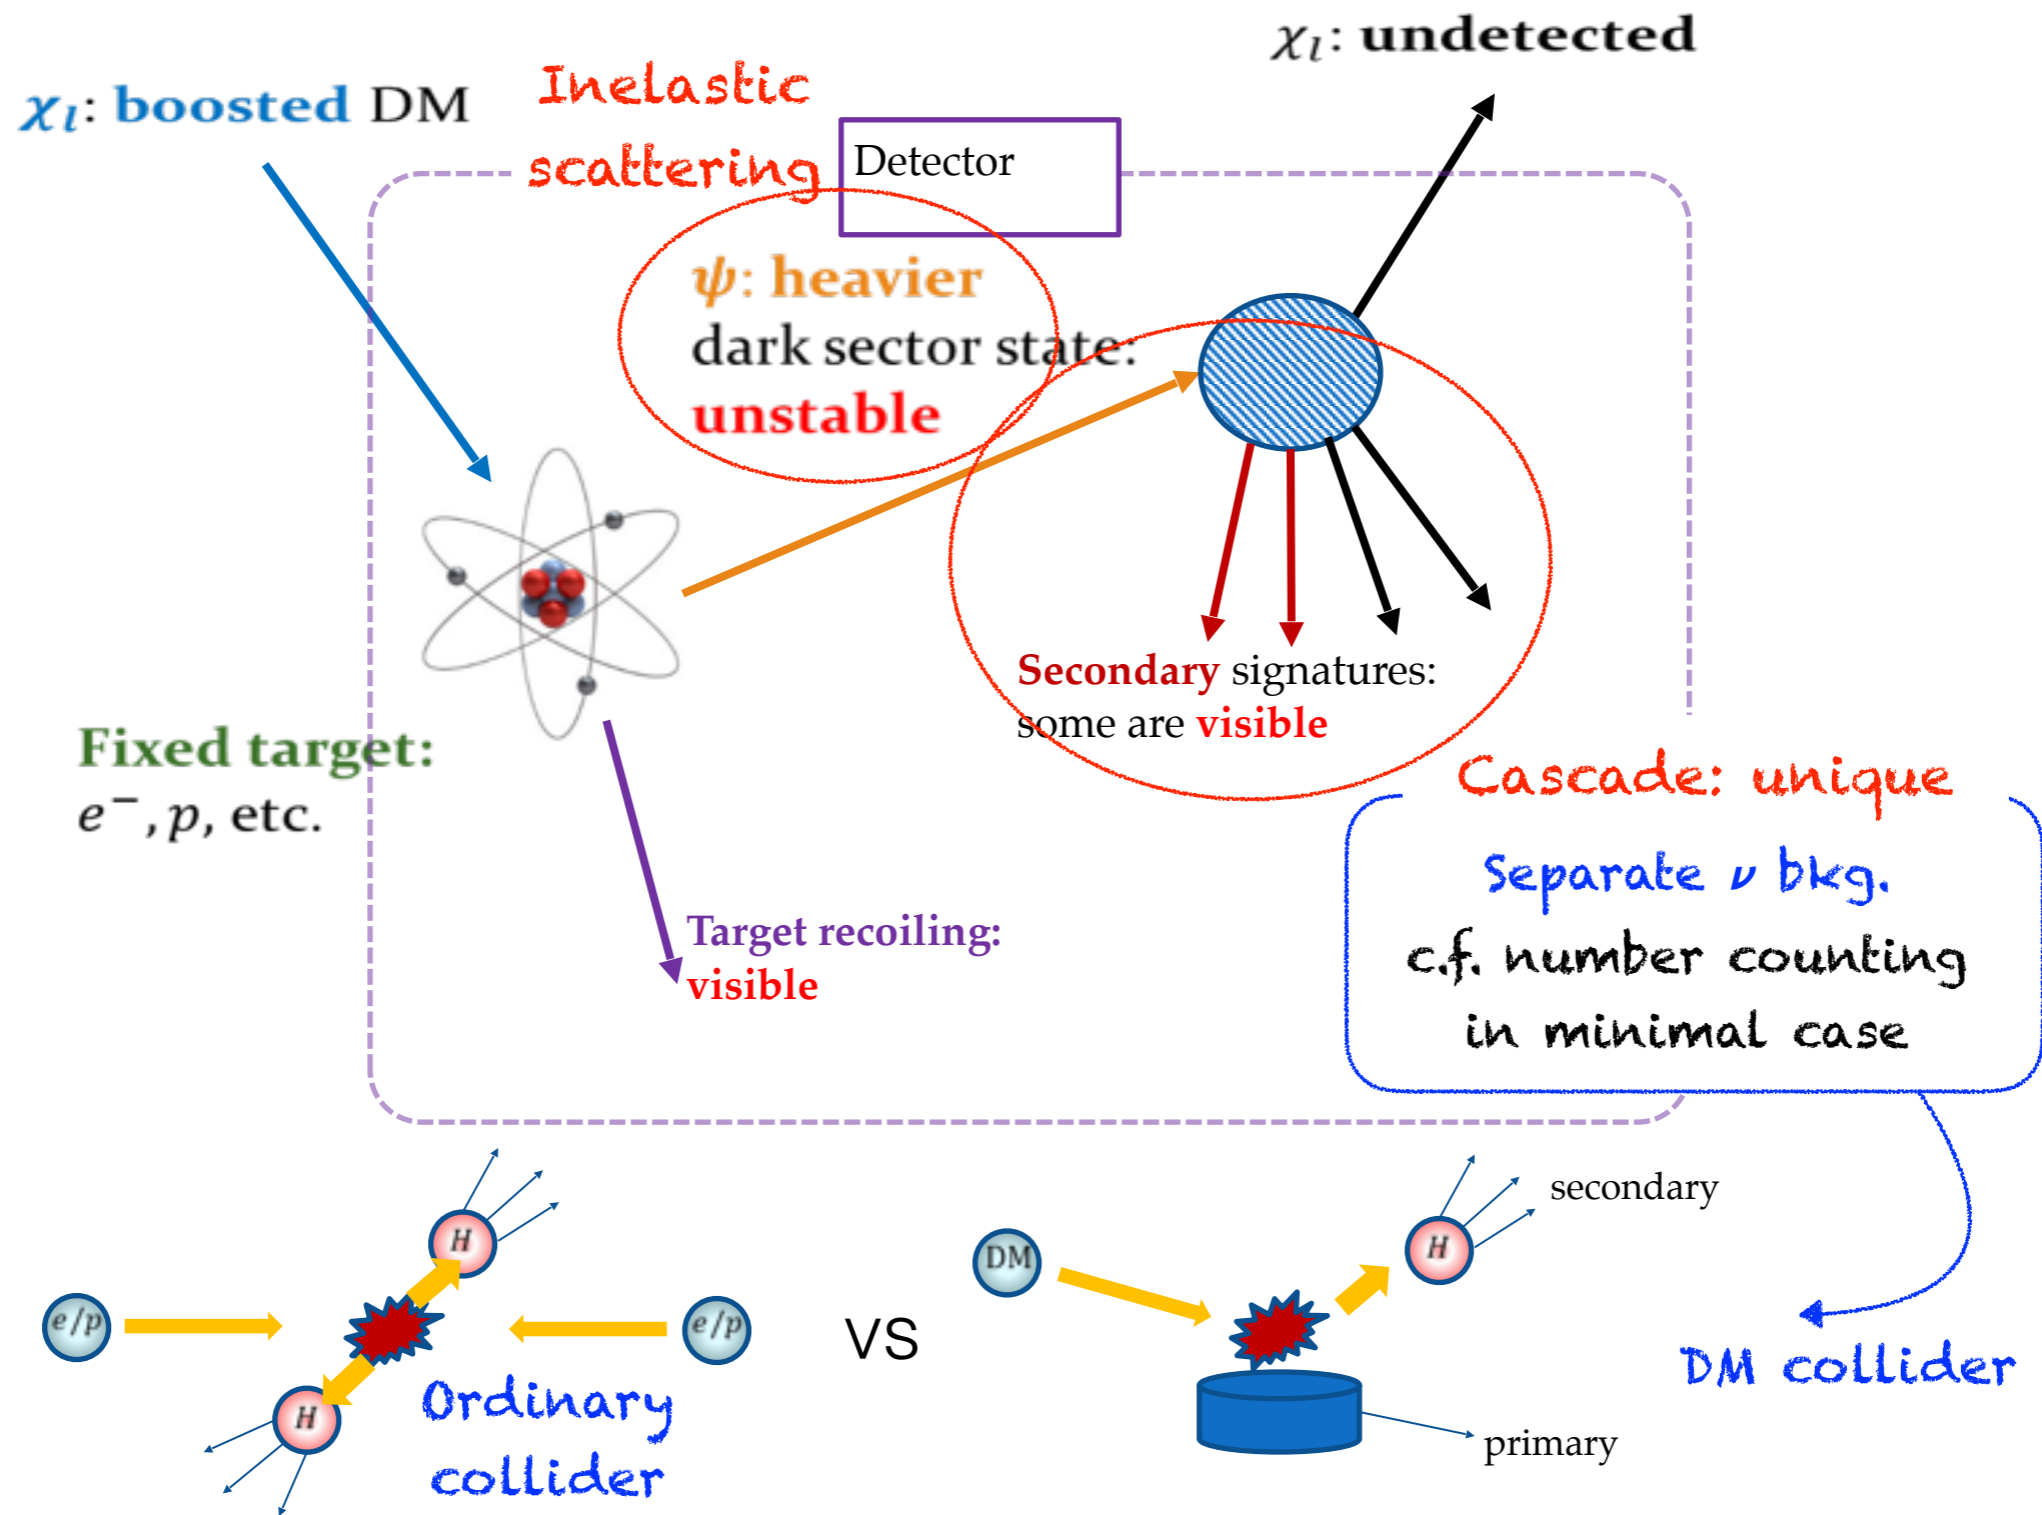 χ_l: undetected
χ_l: boosted DM
Inelastic
scattering
Detector
ψ: heavier
dark sector state:
unstable
Secondary signatures:
some are visible
Fixed target:
e⁻, p, etc.
Target recoiling:
visible
Cascade: unique
Separate ν bkg.
c.f. number counting
in minimal case
H
secondary
DM
H
e/p
e/p
VS
DM collider
H
Ordinary
collider
primary